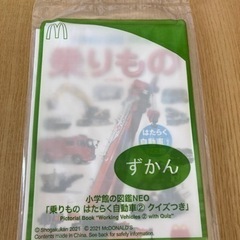 乗りもの
はたらく自動車
ずかん
小学館の図鑑NEO
「乗りもの はたらく自動車② クイズつき」
Pictorial Book "Working Vehicles ② with Quiz"
© Shogakukan 2021 © 2021 McDONALD'S
Contents made in China. See back for safety information.